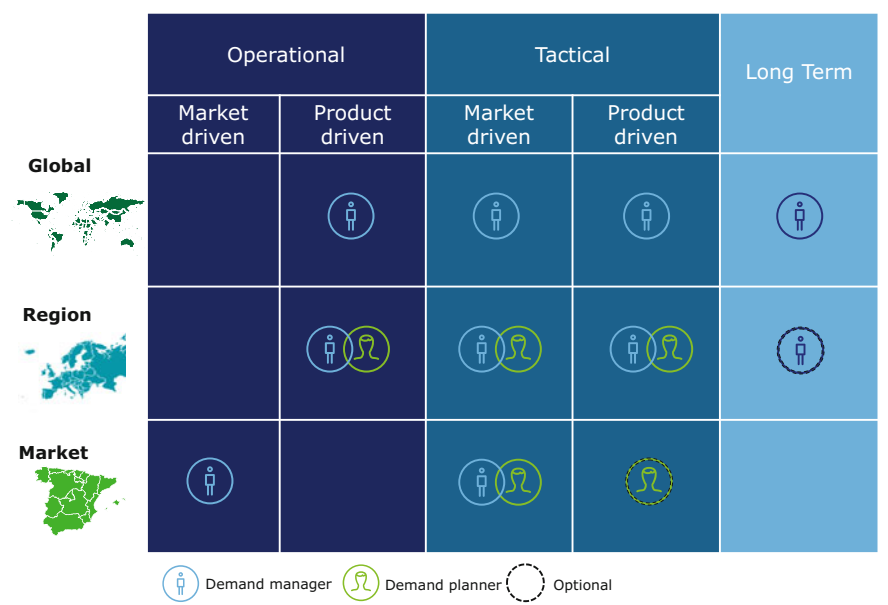 Operational
Tactical
Long Term
Market
driven
Product
driven
Market
driven
Product
driven
Global
Region
Market
Demand manager
Demand planner
Optional